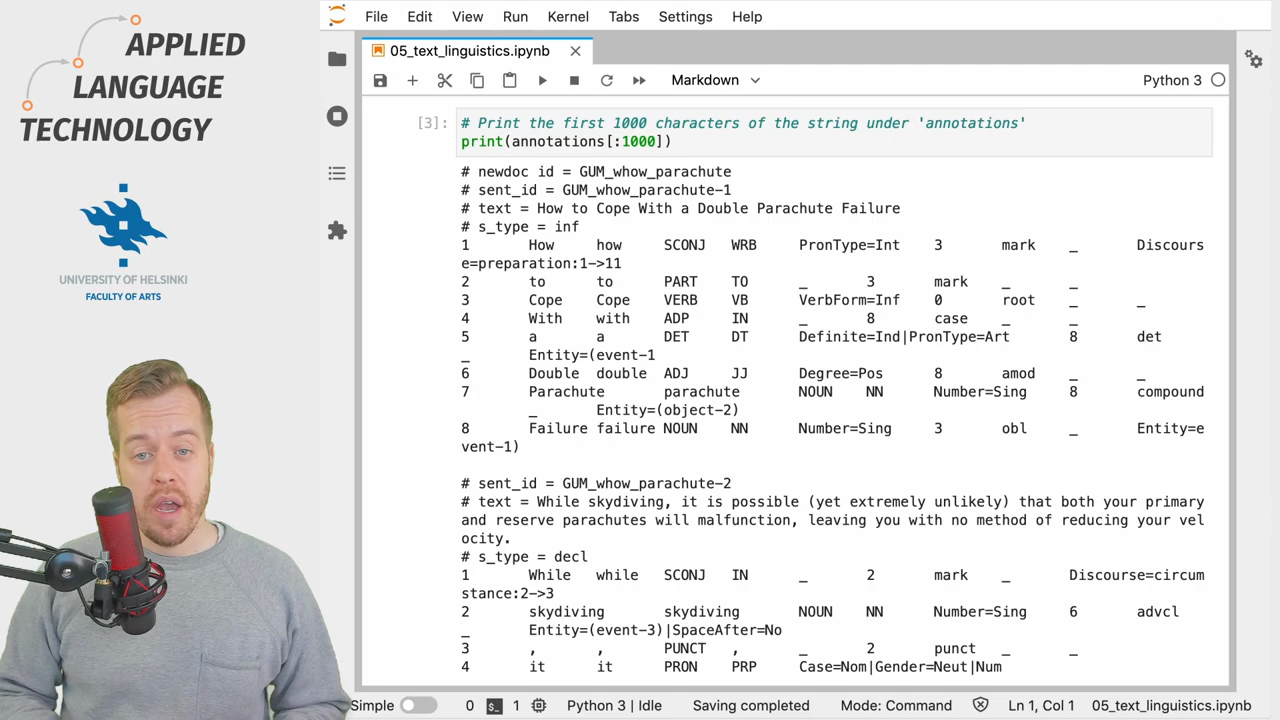 APPLIED
LANGUAGE
TECHNOLOGY
UNIVERSITY OF HELSINKI
FACULTY OF ARTS
File Edit View Run Kernel Tabs Settings Help
05_text_linguistics.ipynb
Markdown Python 3
[3]: # Print the first 1000 characters of the string under 'annotations'
print(annotations[:1000])
# newdoc id = GUM_whow_parachute
# sent_id = GUM_whow_parachute-1
# text = How to Cope With a Double Parachute Failure
# s_type = inf
1 How how SCONJ WRB PronType=Int 3 mark _ Discours
e=preparation:1->11
2 to to PART TO _ 3 mark _ _
3 Cope Cope VERB VB VerbForm=Inf 0 root _ _
4 With with ADP IN _ 8 case _ _
5 a a DET DT Definite=Ind|PronType=Art 8 det
_ Entity=(event-1
6 Double double ADJ JJ Degree=Pos 8 amod _ _
7 Parachute parachute NOUN NN Number=Sing 8 compound
_ Entity=(object-2)
8 Failure failure NOUN NN Number=Sing 3 obl _ Entity=e
vent-1)
# sent_id = GUM_whow_parachute-2
# text = While skydiving, it is possible (yet extremely unlikely) that both your primary
and reserve parachutes will malfunction, leaving you with no method of reducing your vel
ocity.
# s_type = decl
1 While while SCONJ IN _ 2 mark _ Discourse=circum
stance:2->3
2 skydiving skydiving NOUN NN Number=Sing 6 advcl
_ Entity=(event-3)|SpaceAfter=No
3 , , PUNCT , _ 2 punct _ _
4 it it PRON PRP Case=Nom|Gender=Neut|Num
Simple 0 $_ 1 Python 3 | Idle Saving completed Mode: Command Ln 1, Col 1 05_text_linguistics.ipynb